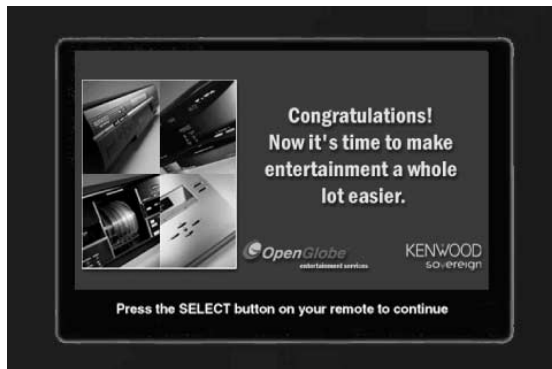 Congratulations!
Now it's time to make
entertainment a whole
lot easier.
OpenGlobe
entertainment services
KENWOOD
sovereign
Press the SELECT button on your remote to continue